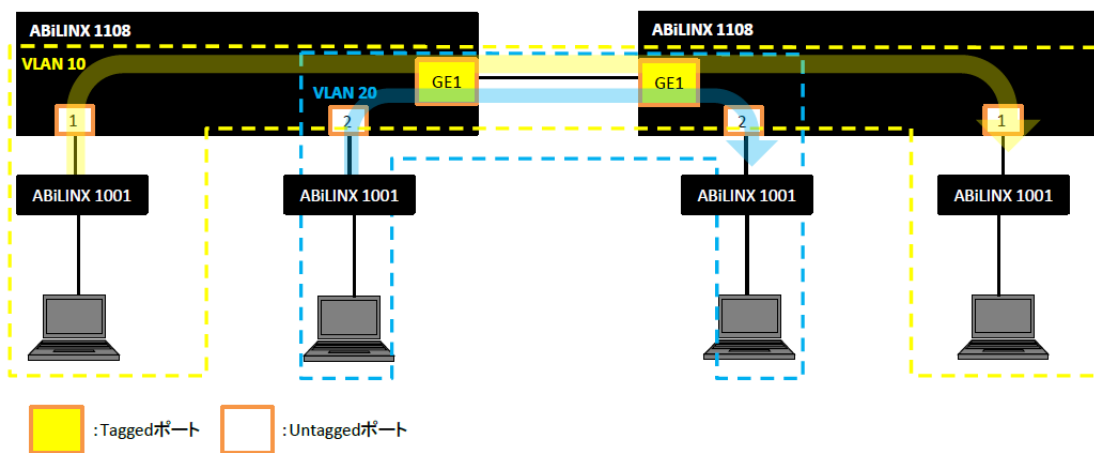 ABiLINX 1108
ABiLINX 1108
VLAN 10
GE1
GE1
VLAN 20
1
2
2
1
ABiLINX 1001
ABiLINX 1001
ABiLINX 1001
ABiLINX 1001
:Taggedポート
:Untaggedポート